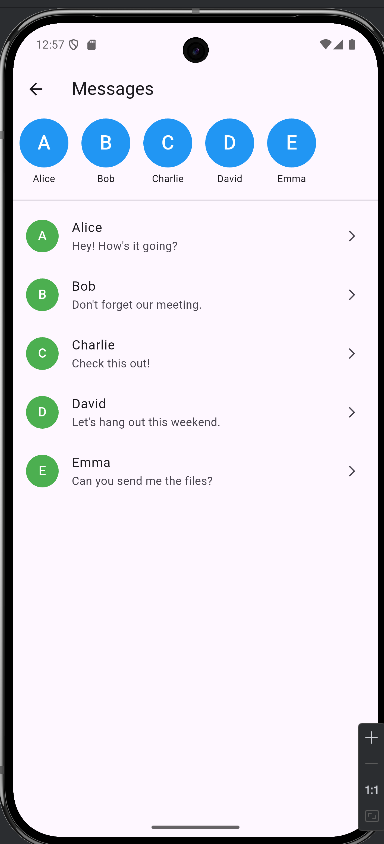 12:57
Messages
A B C D E
Alice Bob Charlie David Emma
A Alice
Hey! How's it going?
B Bob
Don't forget our meeting.
C Charlie
Check this out!
D David
Let's hang out this weekend.
E Emma
Can you send me the files?
1:1